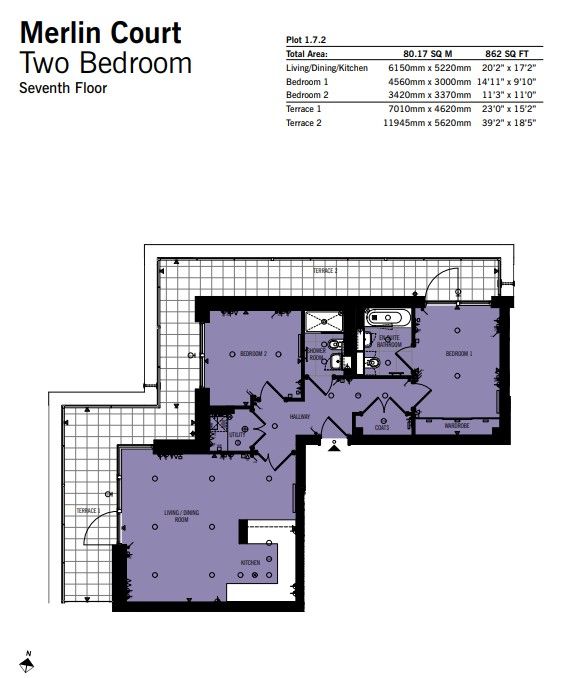 Merlin Court
Two Bedroom
Seventh Floor
Plot 1.7.2
Total Area: 80.17 SQ M 862 SQ FT
Living/Dining/Kitchen 6150mm x 5220mm 20'2" x 17'2"
Bedroom 1 4560mm x 3000mm 14'11" x 9'10"
Bedroom 2 3420mm x 3370mm 11'3" x 11'0"
Terrace 1 7010mm x 4620mm 23'0" x 15'2"
Terrace 2 11945mm x 5620mm 39'2" x 18'5"
TERRACE 2
BEDROOM 2
SHOWER
ROOM
EN SUITE
BATHROOM
BEDROOM 1
HALLWAY
UTILITY
COATS
WARDROBE
TERRACE 1
LIVING / DINING
ROOM
KITCHEN
N